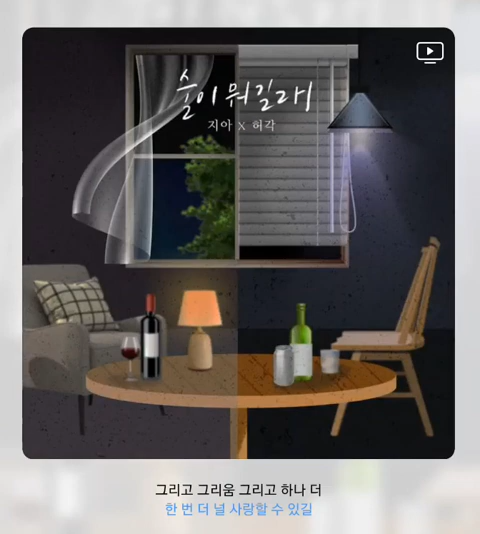 술이 뭐길래
지아 X 허각
그리고 그리움 그리고 하나 더
한 번 더 널 사랑할 수 있길